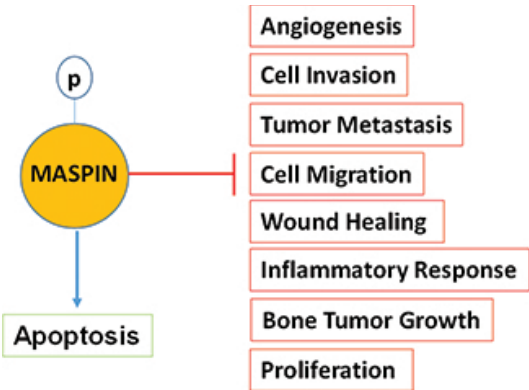 Angiogenesis
Cell Invasion
p
Tumor Metastasis
MASPIN
Cell Migration
Wound Healing
Inflammatory Response
Apoptosis
Bone Tumor Growth
Proliferation